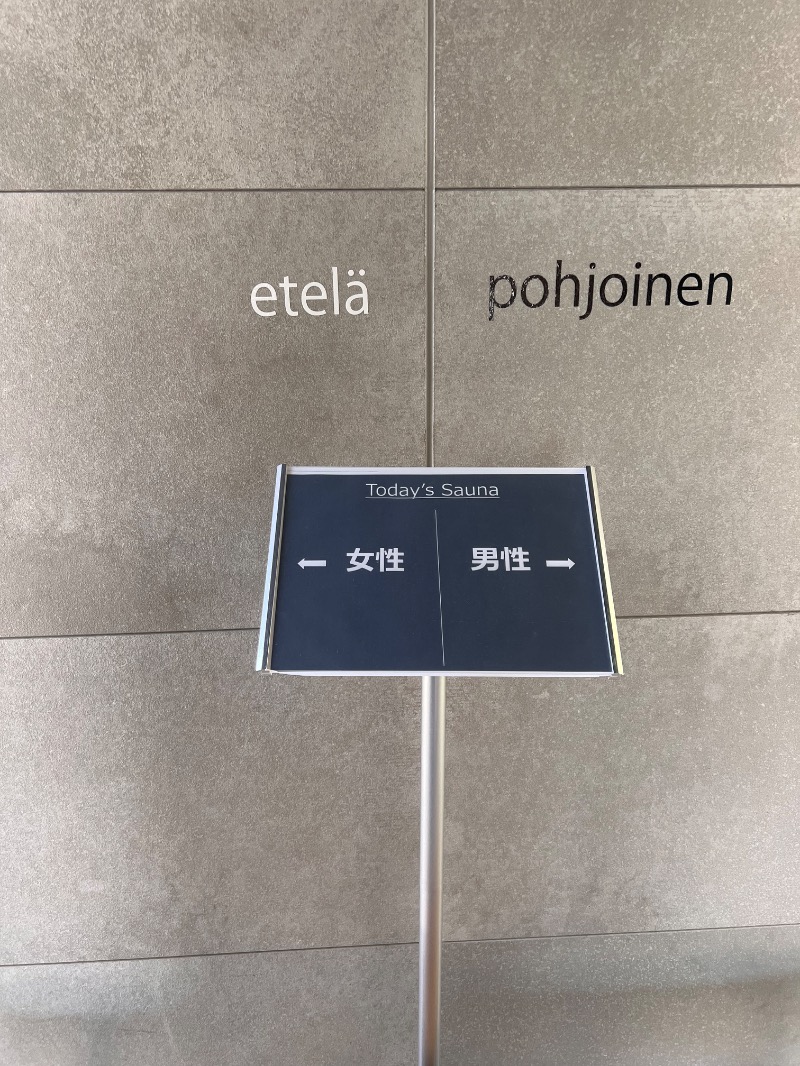 etelä
pohjoinen
Today's Sauna
← 女性
男性 →